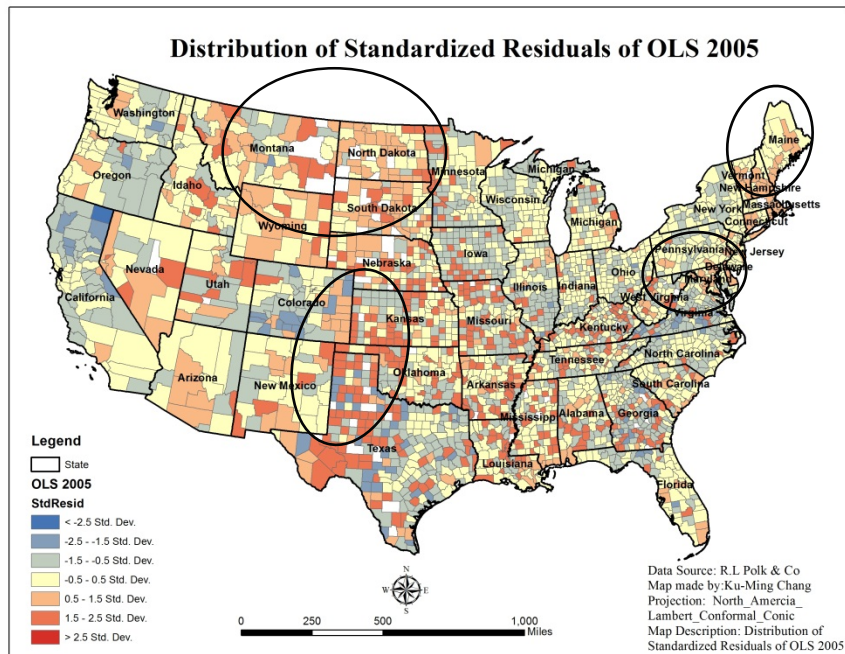 Distribution of Standardized Residuals of OLS 2005
Washington
Montana
North Dakota
Minnesota
Michigan
Maine
Oregon
Idaho
South Dakota
Wisconsin
Vermont
New Hampshire
Wyoming
Michigan
New York
Massachusetts
Connecticut
Nebraska
Iowa
Pennsylvania
New Jersey
Nevada
Utah
Colorado
Illinois
Indiana
Ohio
Delaware
Maryland
California
Kansas
Missouri
West Virginia
Virginia
Kentucky
Arizona
New Mexico
Oklahoma
Arkansas
Tennessee
North Carolina
South Carolina
Mississippi
Alabama
Georgia
Texas
Louisiana
Florida
Legend
State
OLS 2005
StdResid
< -2.5 Std. Dev.
-2.5 - -1.5 Std. Dev.
-1.5 - -0.5 Std. Dev.
-0.5 - 0.5 Std. Dev.
0.5 - 1.5 Std. Dev.
1.5 - 2.5 Std. Dev.
> 2.5 Std. Dev.
N
W E
S
0 250 500 1,000
Miles
Data Source: R.L Polk & Co
Map made by:Ku-Ming Chang
Projection: North_Amercia_
Lambert_Conformal_Conic
Map Description: Distribution of
Standardized Residuals of OLS 2005